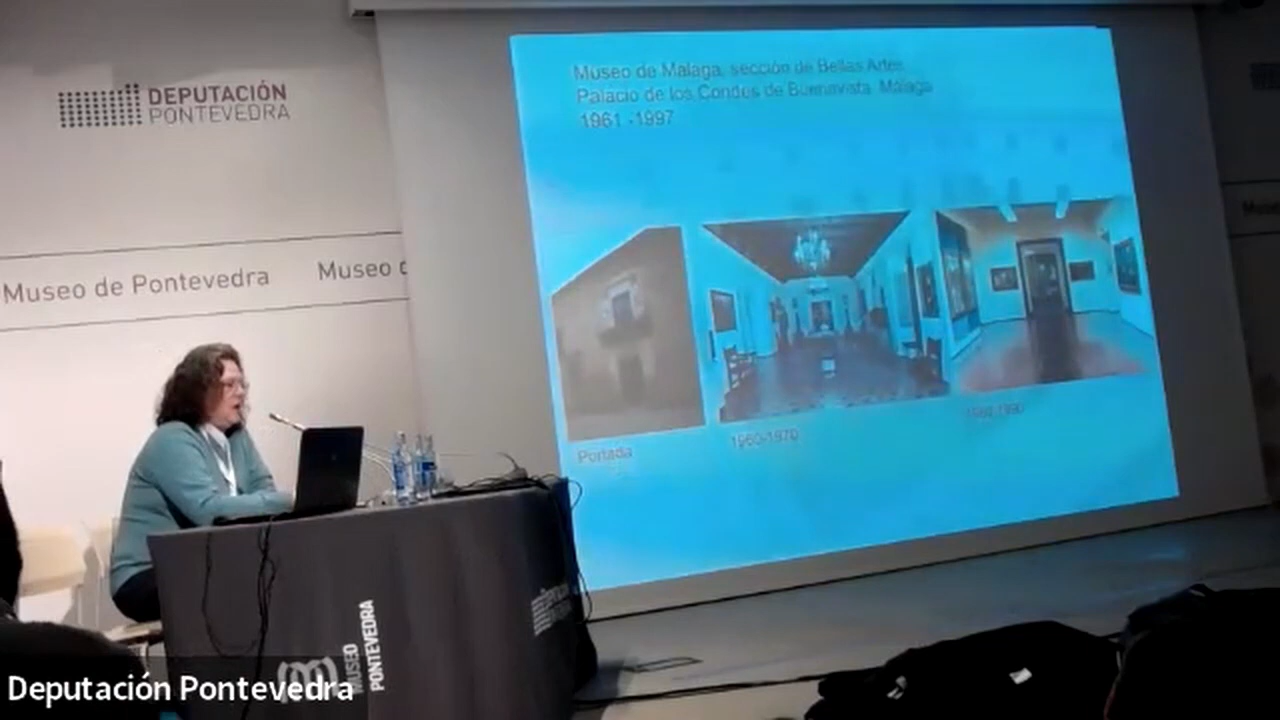 DEPUTACIÓN
PONTEVEDRA
Museo de Pontevedra
Museo d
Museo de Málaga, sección de Bellas Artes
Palacio de los Condes de Buenavista. Málaga
1961 -1997
Portada
1960-1970
MUSEO
PONTEVEDRA
Deputación Pontevedra